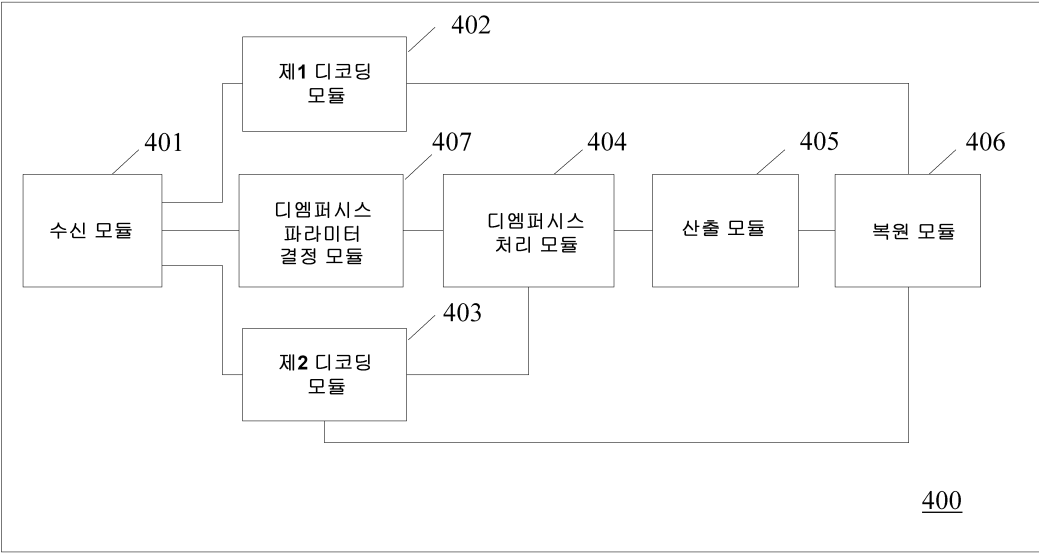 402
제1 디코딩
모듈
401
수신 모듈
407
디엠퍼시스
파라미터
결정 모듈
404
디엠퍼시스
처리 모듈
405
산출 모듈
406
복원 모듈
403
제2 디코딩
모듈
400